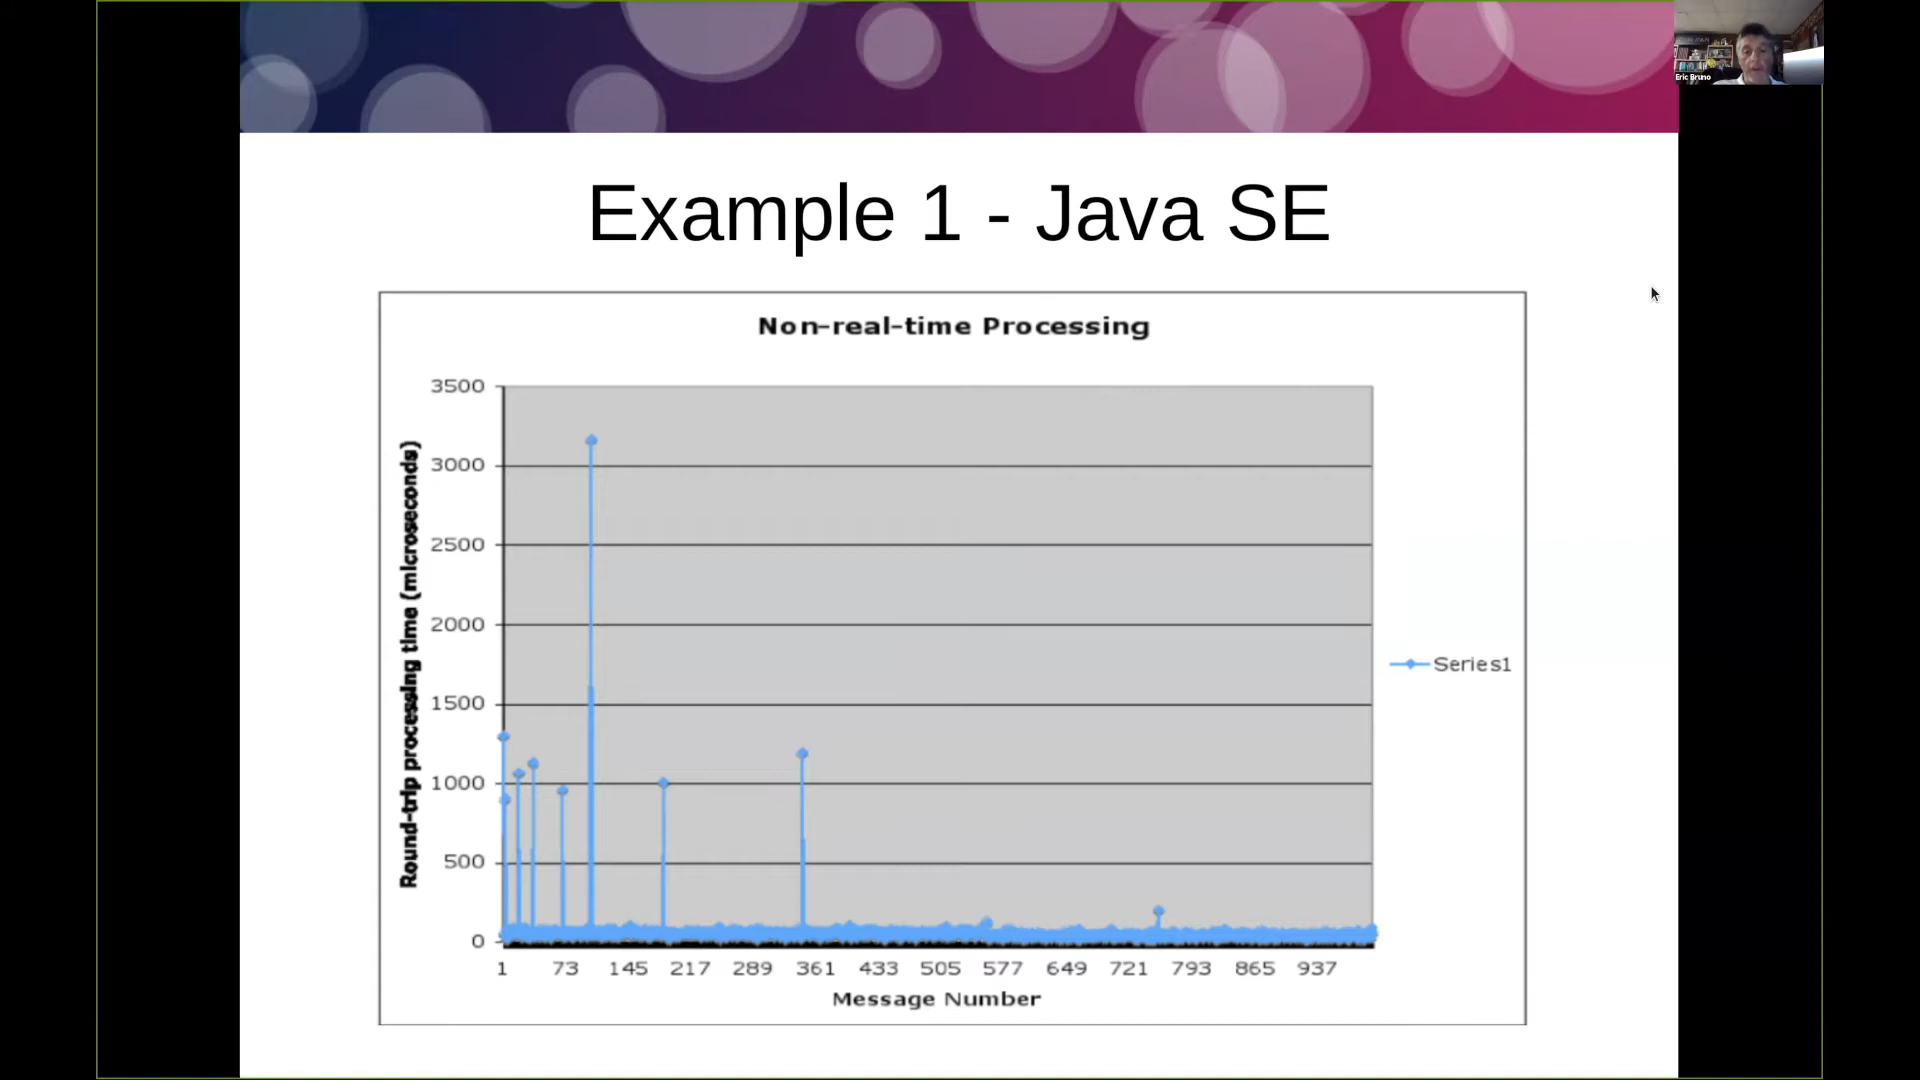 Eric Bruno
Example 1 - Java SE
Non-real-time Processing
Round-trip processing time (microseconds)
3500
3000
2500
2000
1500
1000
500
0
Series1
1 73 145 217 289 361 433 505 577 649 721 793 865 937
Message Number